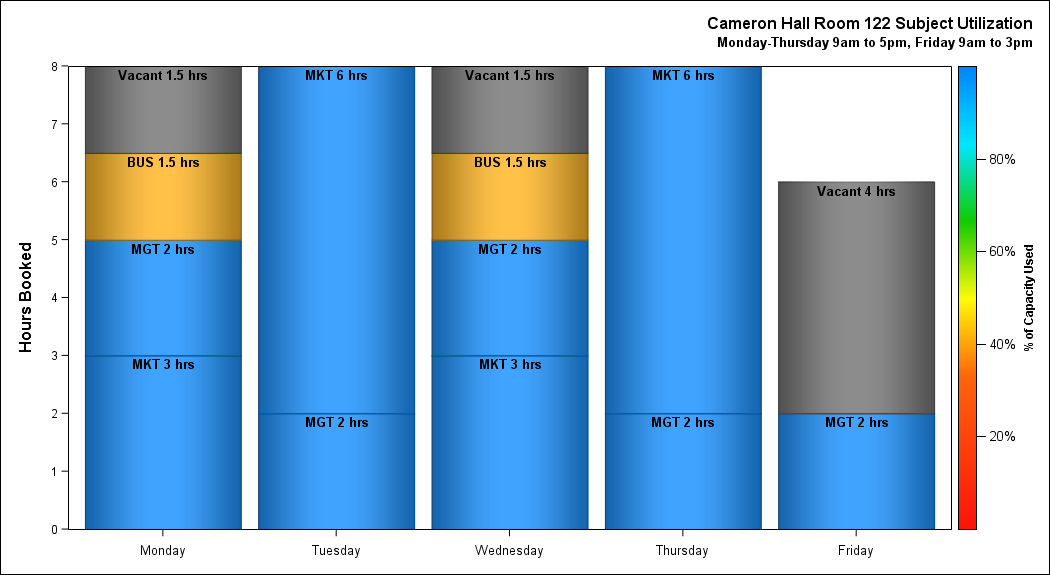 Cameron Hall Room 122 Subject Utilization
Monday-Thursday 9am to 5pm, Friday 9am to 3pm
Hours Booked
8
7
6
5
4
3
2
1
0
Vacant 1.5 hrs
BUS 1.5 hrs
MGT 2 hrs
MKT 3 hrs
Monday
MKT 6 hrs
MGT 2 hrs
Tuesday
Vacant 1.5 hrs
BUS 1.5 hrs
MGT 2 hrs
MKT 3 hrs
Wednesday
MKT 6 hrs
MGT 2 hrs
Thursday
Vacant 4 hrs
MGT 2 hrs
Friday
80%
60%
40%
20%
% of Capacity Used